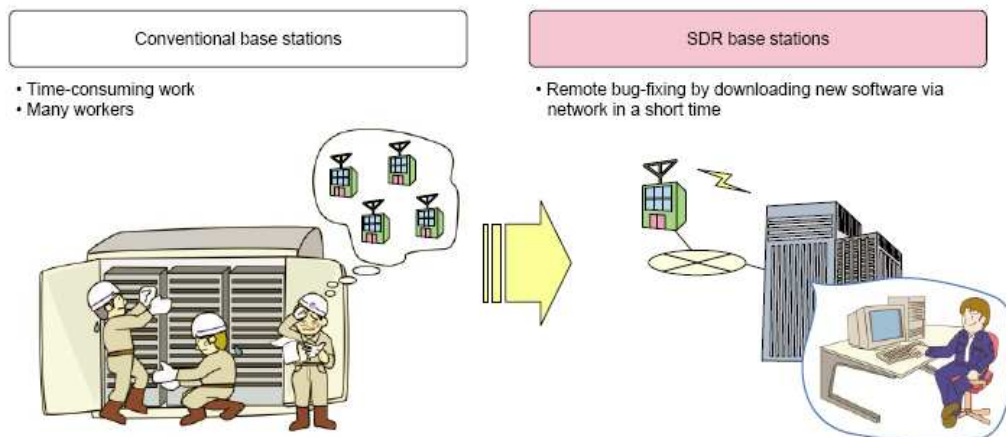 Conventional base stations
• Time-consuming work
• Many workers
SDR base stations
• Remote bug-fixing by downloading new software via
network in a short time